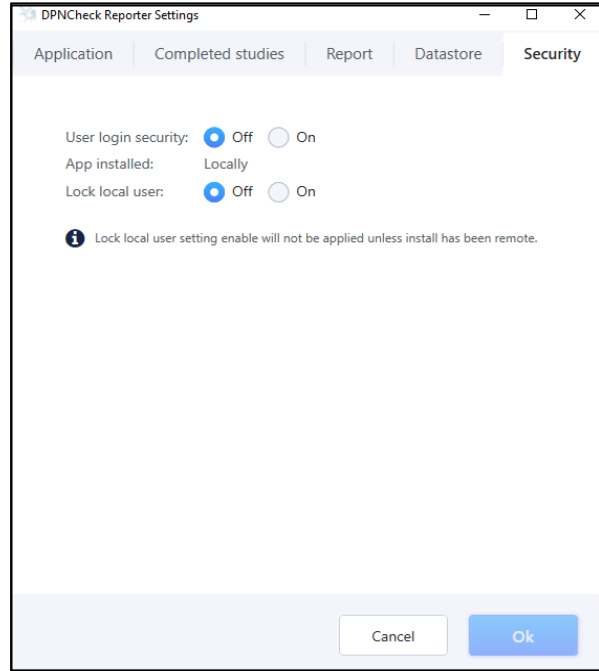 DPNCheck Reporter Settings
Application Completed studies Report Datastore Security
User login security: Off On
App installed: Locally
Lock local user: Off On
Lock local user setting enable will not be applied unless install has been remote.
Cancel Ok